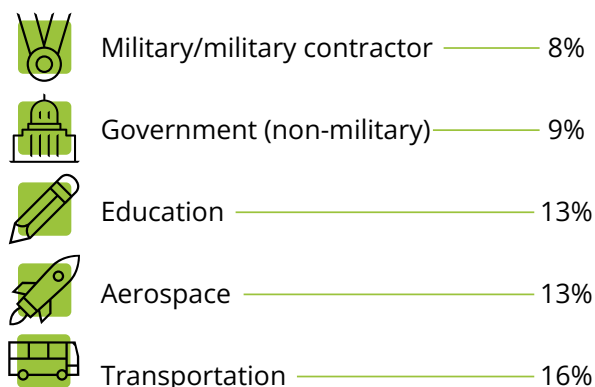 Military/military contractor 8%
Government (non-military) 9%
Education 13%
Aerospace 13%
Transportation 16%